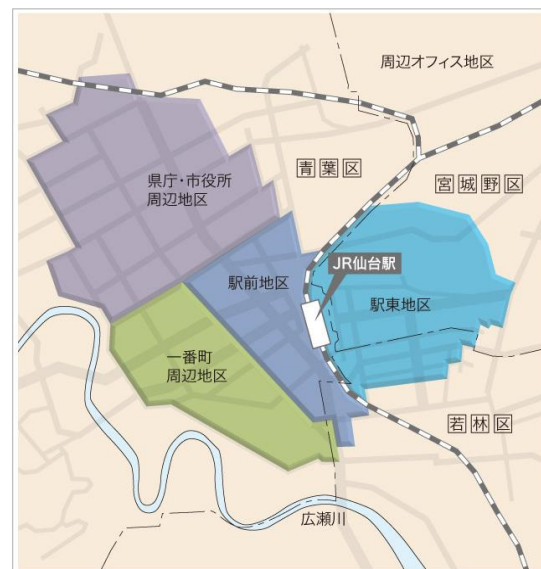 周辺オフィス地区
青葉区
宮城野区
県庁・市役所
周辺地区
JR仙台駅
駅前地区
駅東地区
一番町
周辺地区
若林区
広瀬川